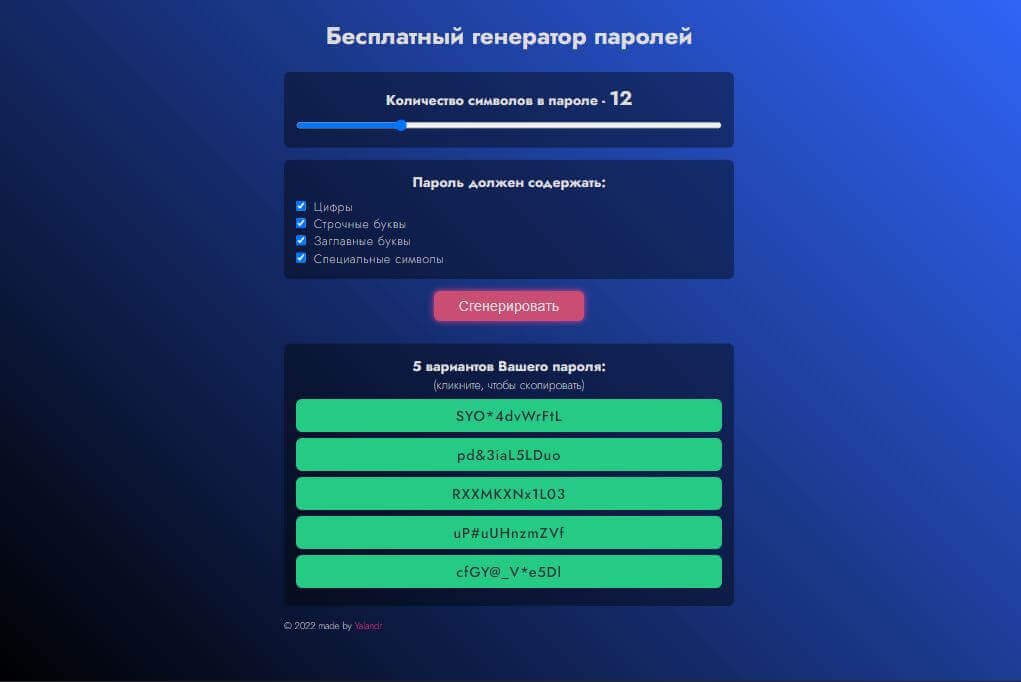 Бесплатный генератор паролей
Количество символов в пароле - 12
Пароль должен содержать:
Цифры
Строчные буквы
Заглавные буквы
Специальные символы
Сгенерировать
5 вариантов Вашего пароля:
(кликните, чтобы скопировать)
SYO*4dvWrFtL
pd&3iaL5LDuo
RXXMKXNx1L03
uP#uUHnzmZVf
cfGY@_V*e5Dl
© 2022 made by Yalandr